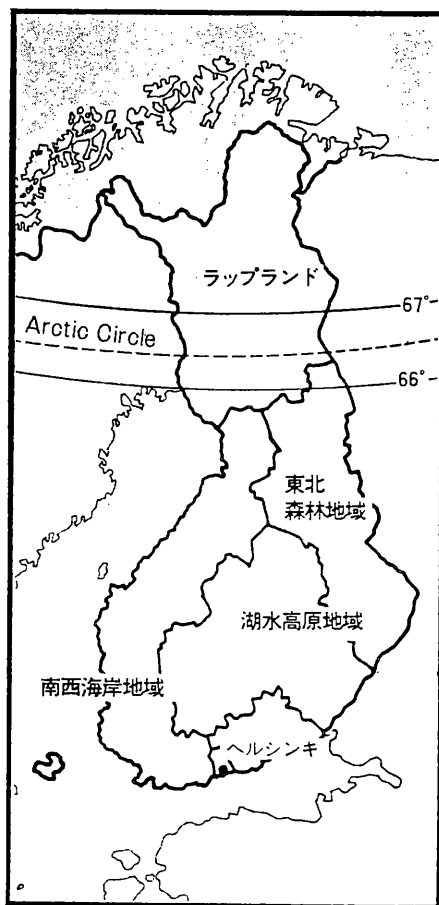 ラップランド
67°
Arctic Circle
66°
東北
森林地域
湖水高原地域
南西海岸地域
ヘルシンキ